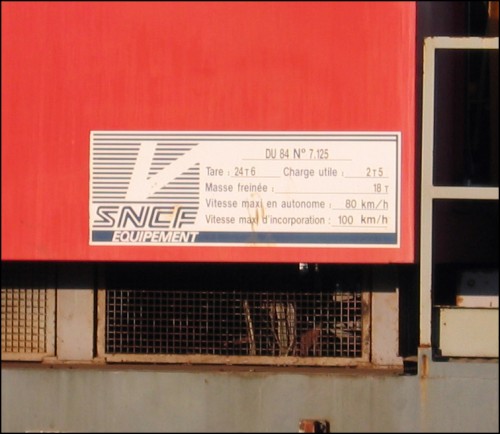 DU 84 Nº 7.125
Tare : 24 T 6 Charge utile : 2 T 5
Masse freinée : 18 T
Vitesse maxi en autonome : 80 km/h
Vitesse maxi d'incorporation : 100 km/h
V
SNCF
EQUIPEMENT